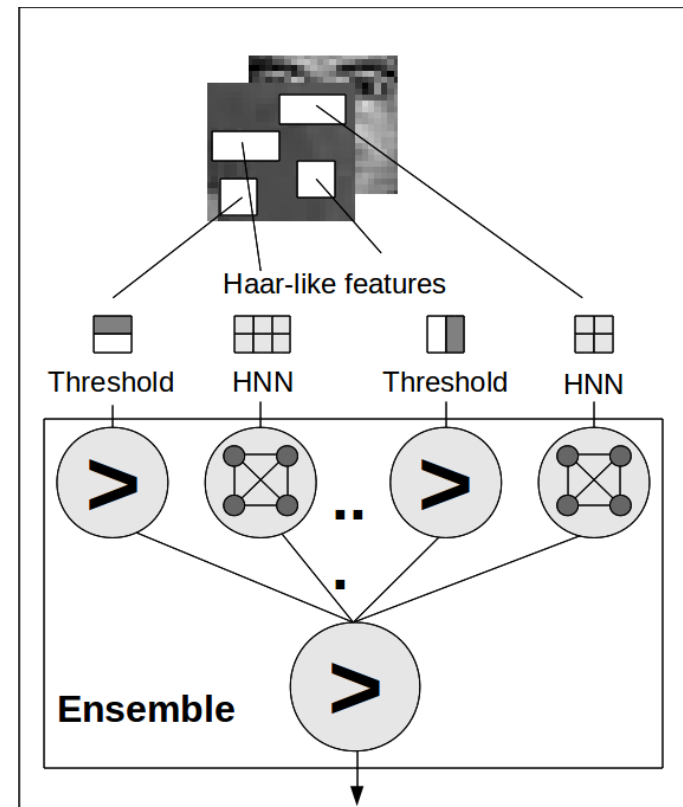 Haar-like features
Threshold HNN Threshold HNN
> > ..
.
>
Ensemble